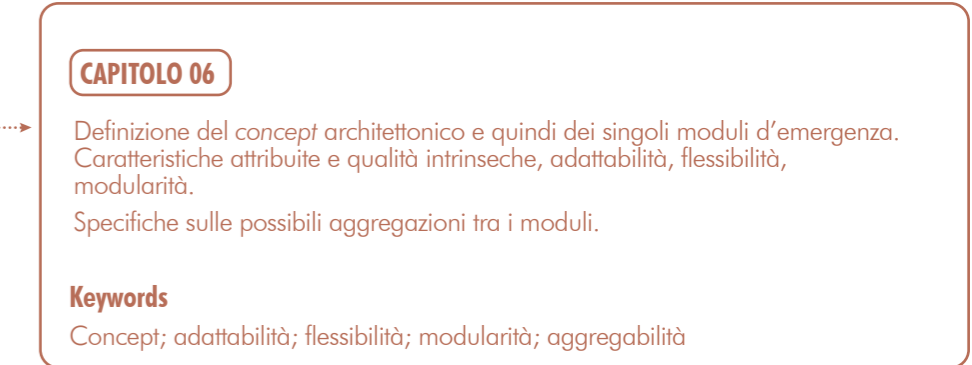 CAPITOLO 06
Definizione del concept architettonico e quindi dei singoli moduli d'emergenza.
Caratteristiche attribuite e qualità intrinseche, adattabilità, flessibilità,
modularità.
Specifiche sulle possibili aggregazioni tra i moduli.
Keywords
Concept; adattabilità; flessibilità; modularità; aggregabilità